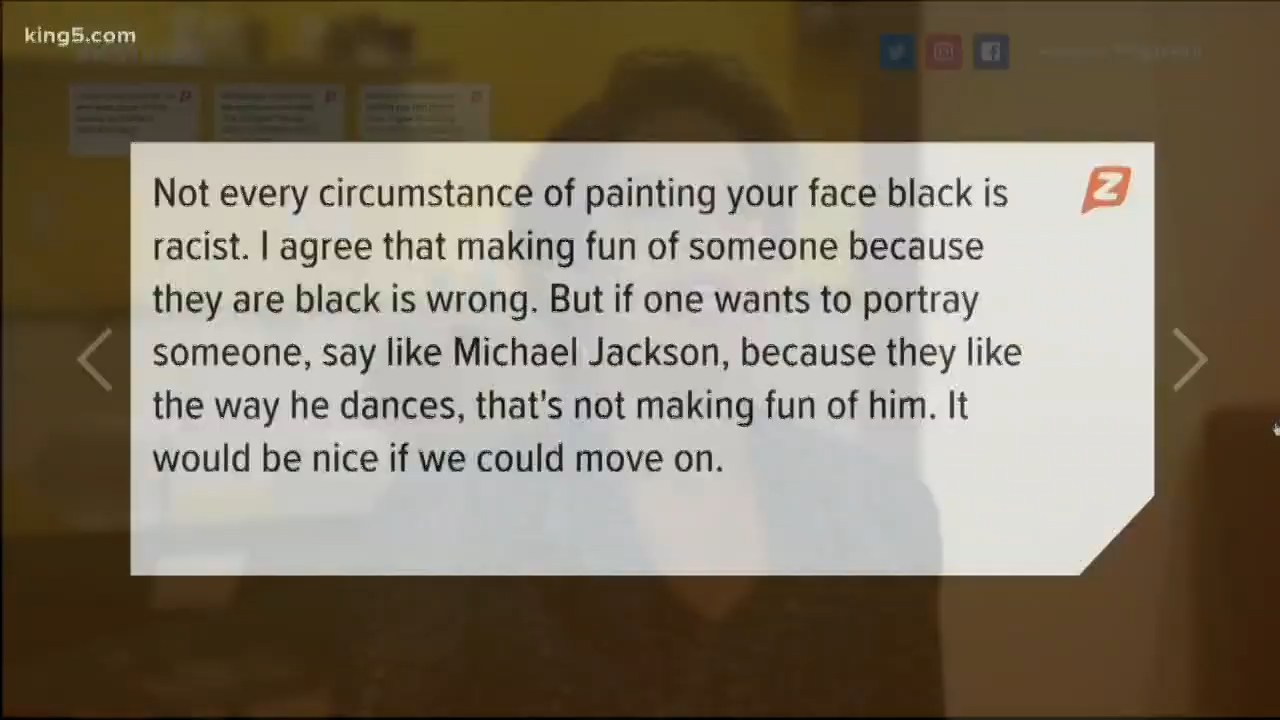 king5.com
Not every circumstance of painting your face black is
racist. I agree that making fun of someone because
they are black is wrong. But if one wants to portray
someone, say like Michael Jackson, because they like
the way he dances, that's not making fun of him. It
would be nice if we could move on.